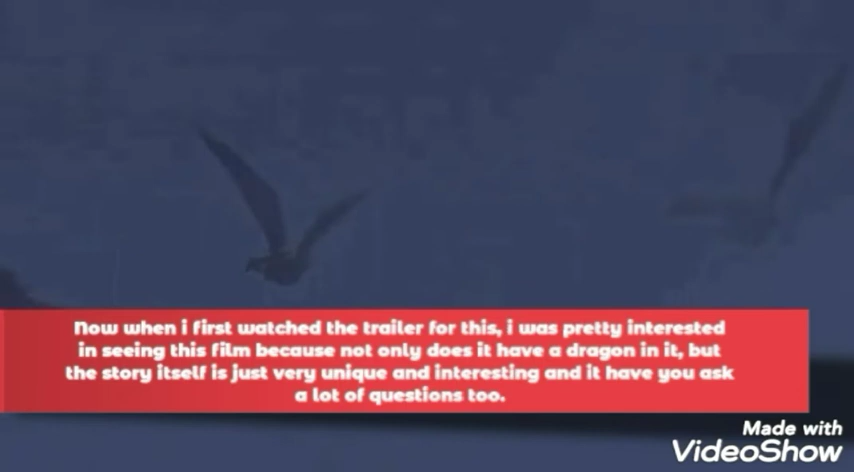 Now when i first watched the trailer for this, i was pretty interested
in seeing this film because not only does it have a dragon in it, but
the story itself is just very unique and interesting and it have you ask
a lot of questions too.
Made with
VideoShow